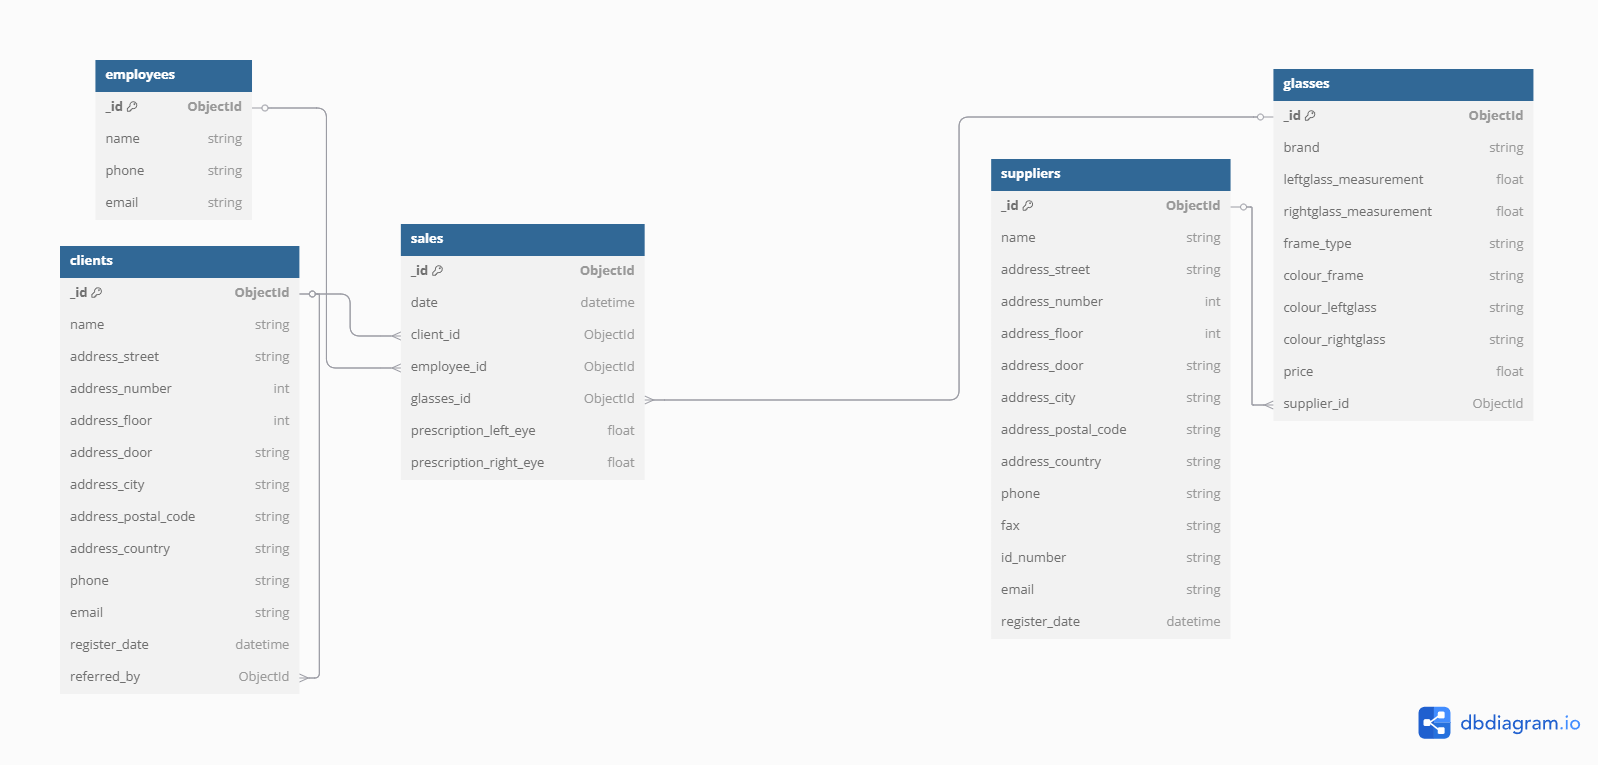 employees
_id ObjectId
name string
phone string
email string
clients
_id ObjectId
name string
address_street string
address_number int
address_floor int
address_door string
address_city string
address_postal_code string
address_country string
phone string
email string
register_date datetime
referred_by ObjectId
sales
_id ObjectId
date datetime
client_id ObjectId
employee_id ObjectId
glasses_id ObjectId
prescription_left_eye float
prescription_right_eye float
suppliers
_id ObjectId
name string
address_street string
address_number int
address_floor int
address_door string
address_city string
address_postal_code string
address_country string
phone string
fax string
id_number string
email string
register_date datetime
glasses
_id ObjectId
brand string
leftglass_measurement float
rightglass_measurement float
frame_type string
colour_frame string
colour_leftglass string
colour_rightglass string
price float
supplier_id ObjectId
dbdiagram.io